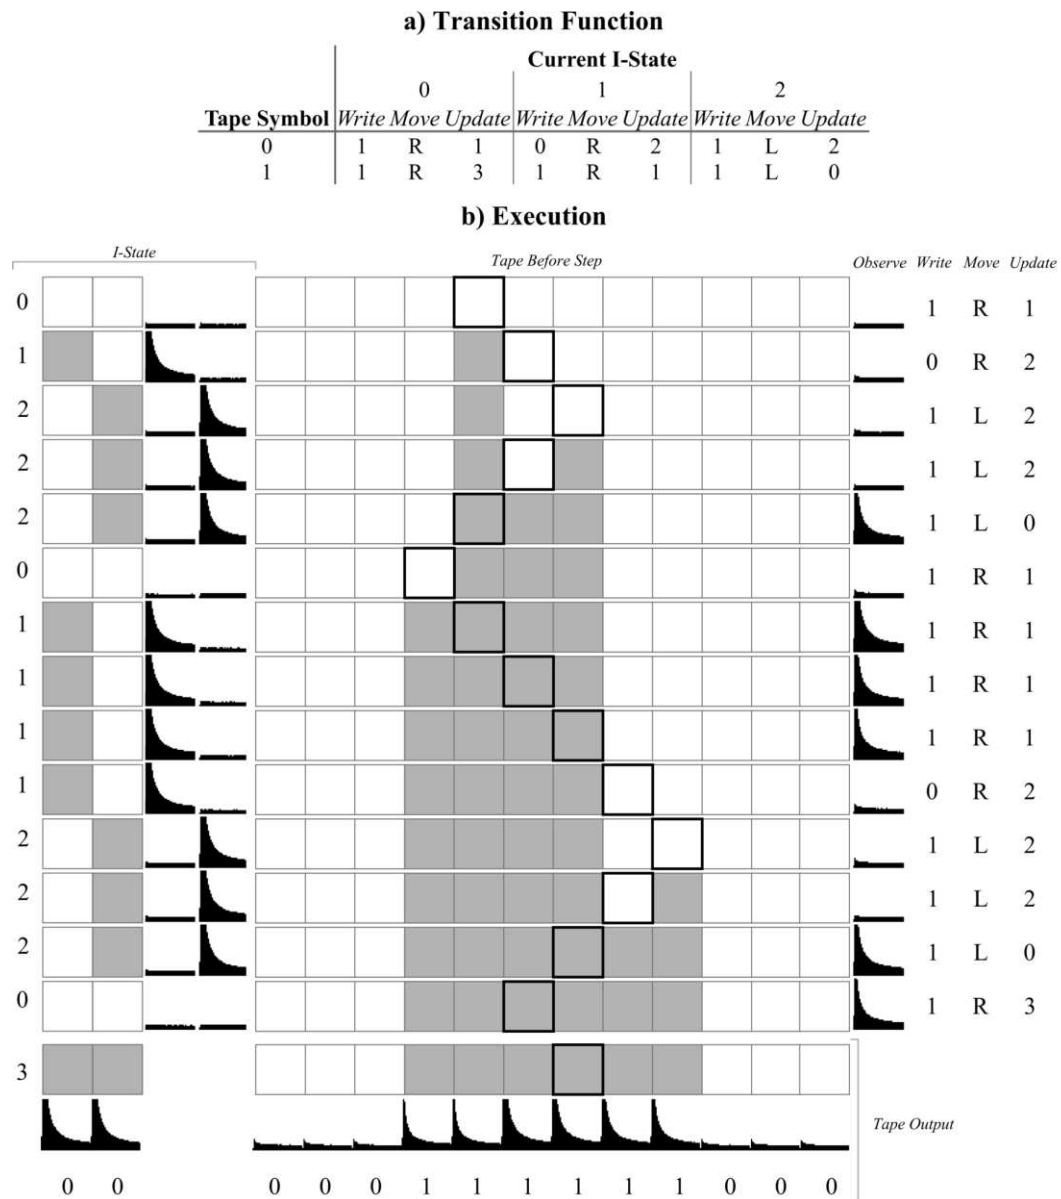 a) Transition Function
Current I-State
0 1 2
Tape Symbol Write Move Update Write Move Update Write Move Update
0 1 R 1 0 R 2 1 L 2
1 1 R 3 1 R 1 1 L 0
b) Execution
I-State Tape Before Step Observe Write Move Update
0 1 R 1
1 0 R 2
2 1 L 2
2 1 L 2
2 1 L 0
0 1 R 1
1 1 R 1
1 1 R 1
1 1 R 1
1 0 R 2
2 1 L 2
2 1 L 2
2 1 L 0
0 1 R 3
3
Tape Output
0 0 0 0 0 1 1 1 1 1 1 0 0 0